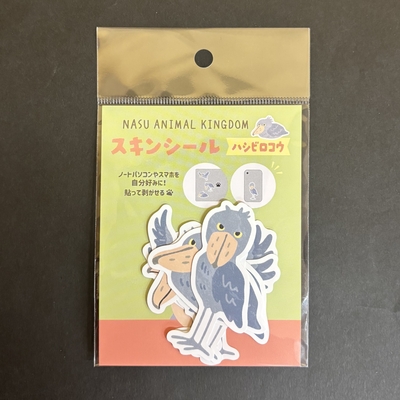 NASU ANIMAL KINGDOM
スキンシール
ハシビロコウ
ノートパソコンやスマホを
自分好みに!
貼って剥がせる